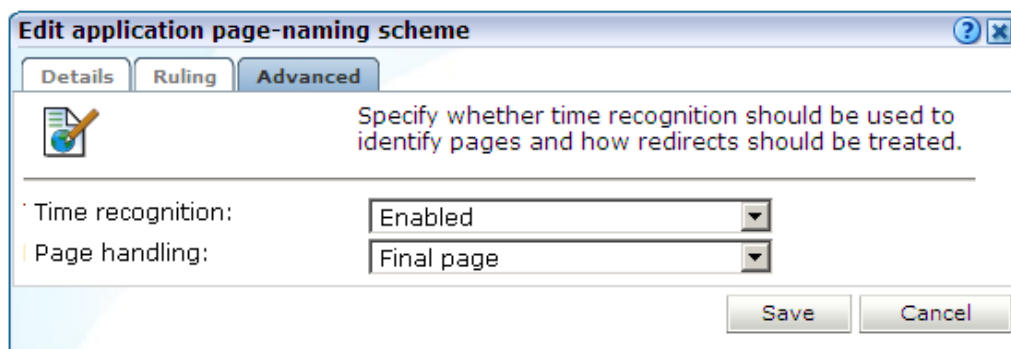 Edit application page-naming scheme
?
Details Ruling Advanced
Specify whether time recognition should be used to
identify pages and how redirects should be treated.
Time recognition: Enabled
Page handling: Final page
Save Cancel